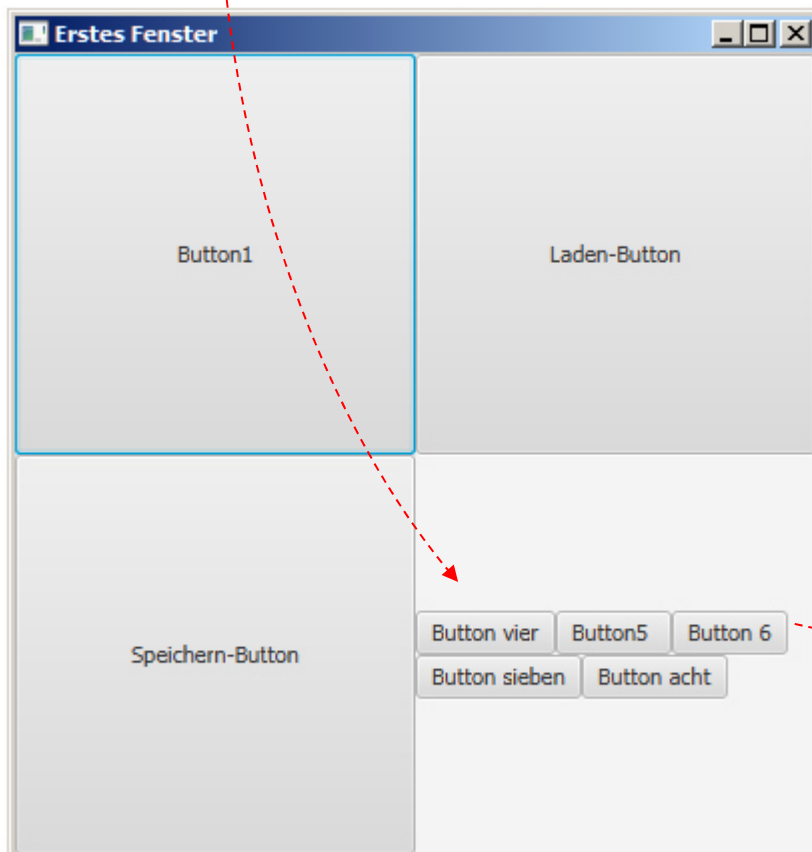 Erstes Fenster
Button1
Laden-Button
Speichern-Button
Button vier
Button5
Button 6
Button sieben
Button acht